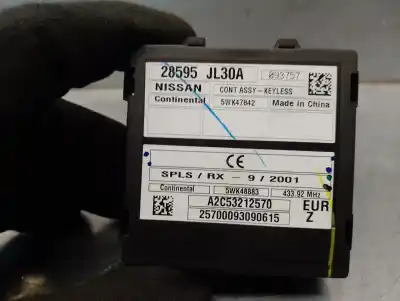 28595 JL30A 093757
NISSAN CONT ASSY-KEYLESS
Continental 5WK47842 Made in China
CE
SPLS / RX - 9 / 2001
Continental 5WK48883 433.92 MHz
A2C53212570 EUR
25700093090615 Z